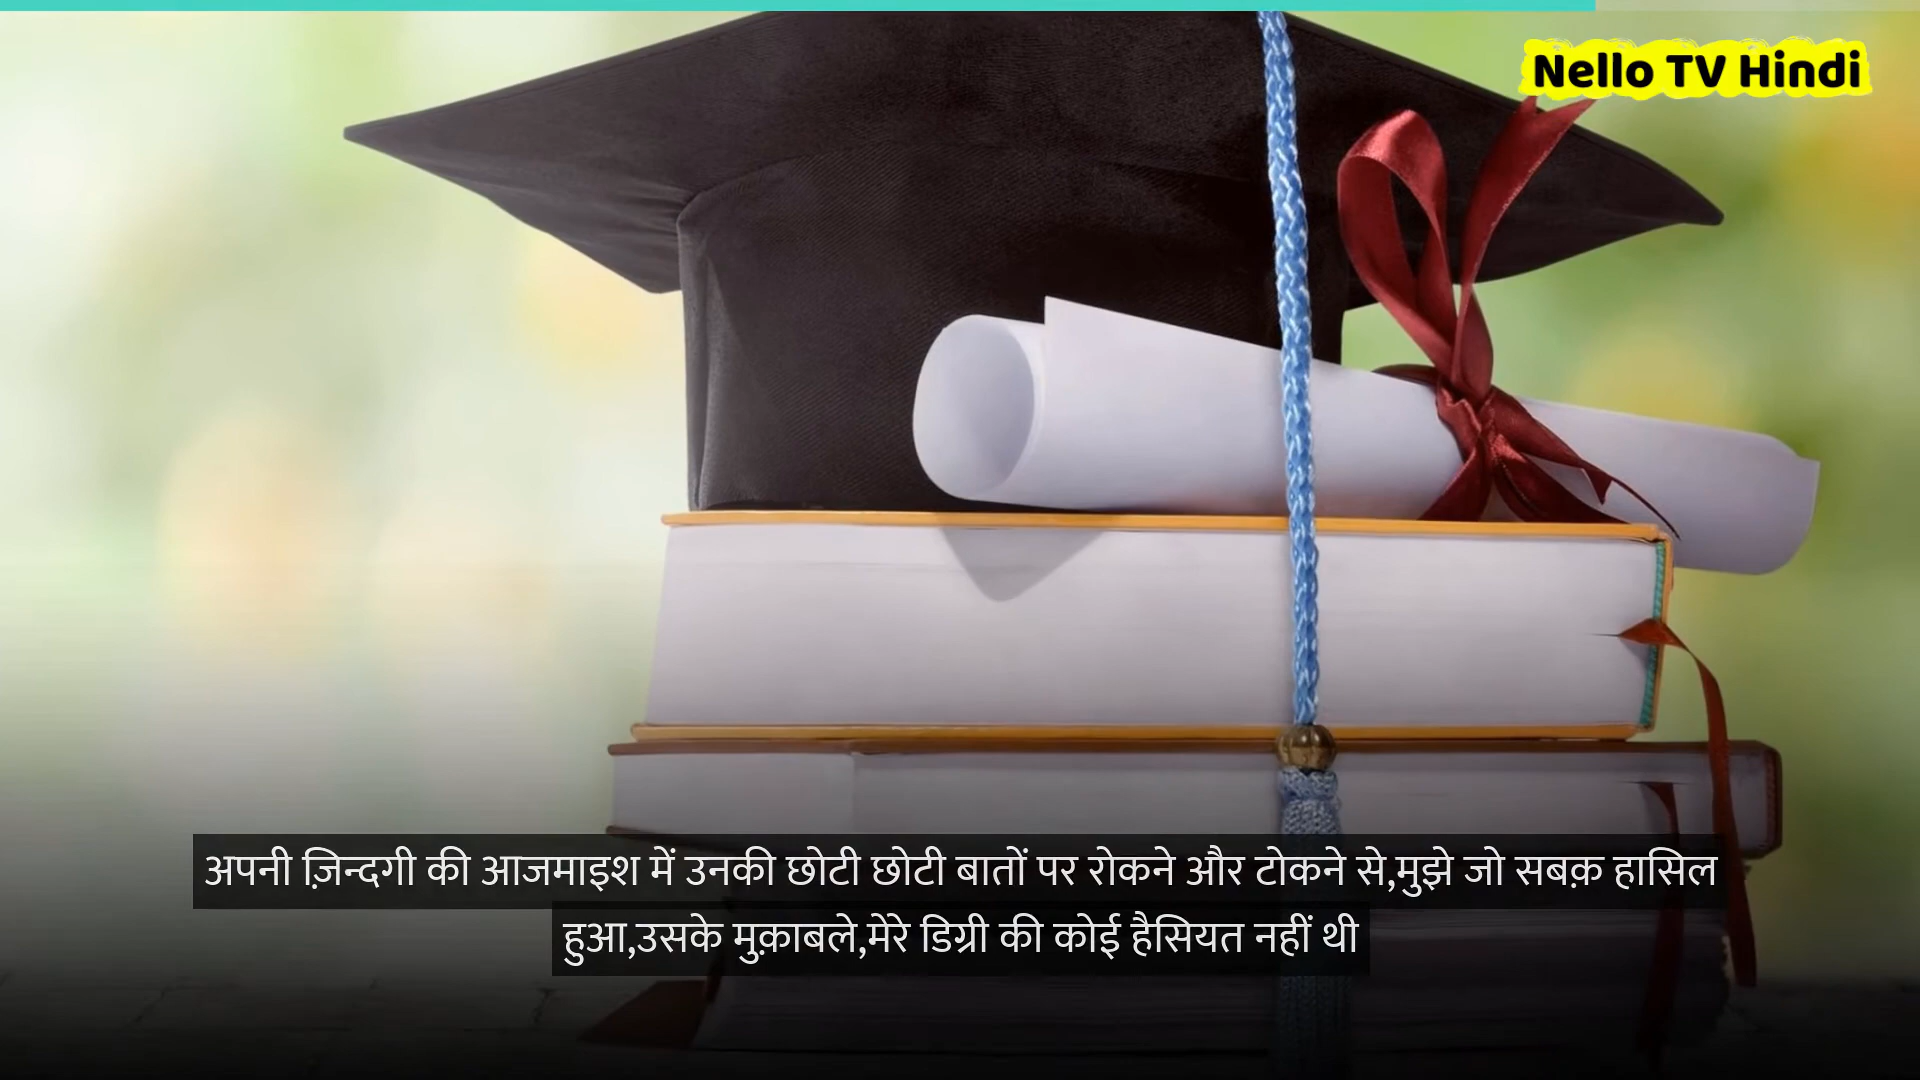 Nello TV Hindi
अपनी ज़िन्दगी की आजमाइश में उनकी छोटी छोटी बातों पर रोकने और टोकने से,मुझे जो सबक़ हासिल
हुआ,उसके मुक़ाबले,मेरे डिग्री की कोई हैसियत नहीं थी